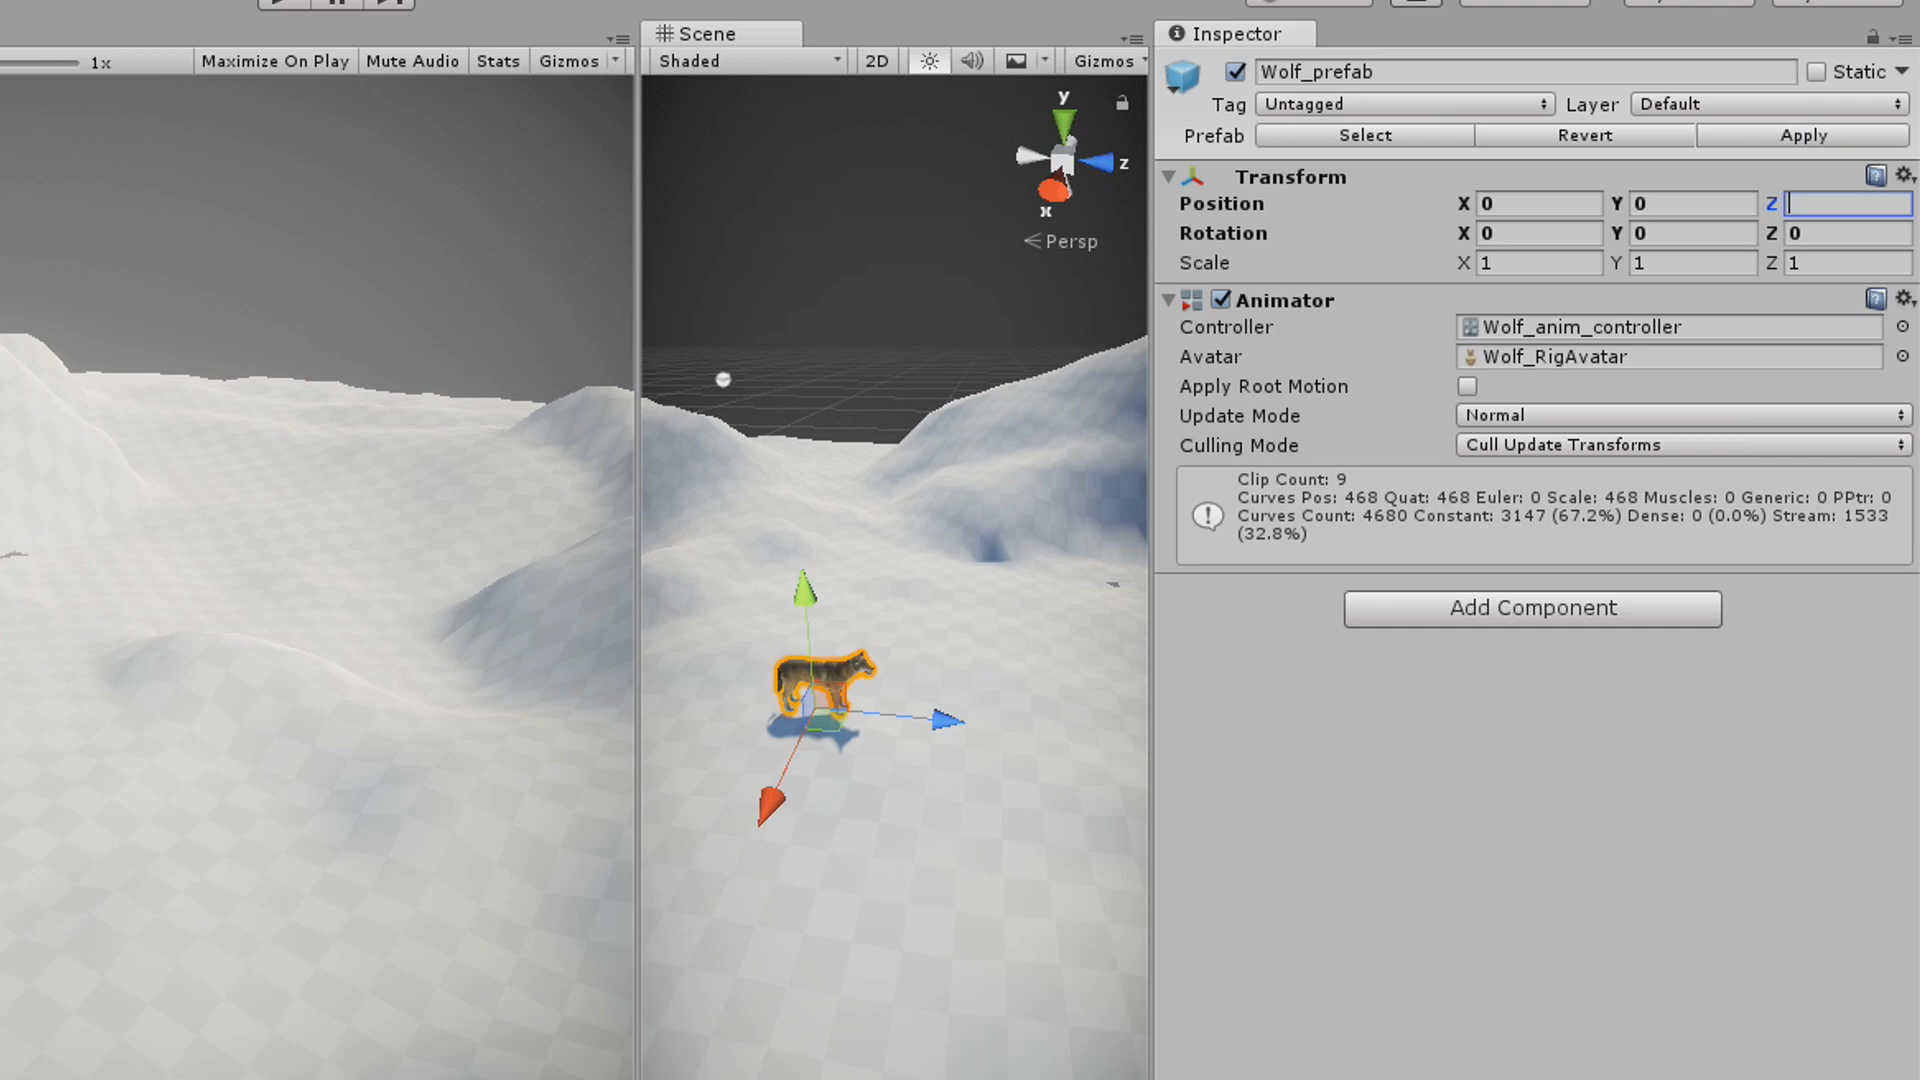 Scene
Inspector
1x Maximize On Play Mute Audio Stats Gizmos
Shaded 2D Gizmos
Wolf_prefab Static
Tag Untagged Layer Default
Prefab Select Revert Apply
y
z
x
Persp
Transform
Position X 0 Y 0 Z
Rotation X 0 Y 0 Z 0
Scale X 1 Y 1 Z 1
Animator
Controller Wolf_anim_controller
Avatar Wolf_RigAvatar
Apply Root Motion
Update Mode Normal
Culling Mode Cull Update Transforms
Clip Count: 9
Curves Pos: 468 Quat: 468 Euler: 0 Scale: 468 Muscles: 0 Generic: 0 PPtr: 0
Curves Count: 4680 Constant: 3147 (67.2%) Dense: 0 (0.0%) Stream: 1533
(32.8%)
Add Component